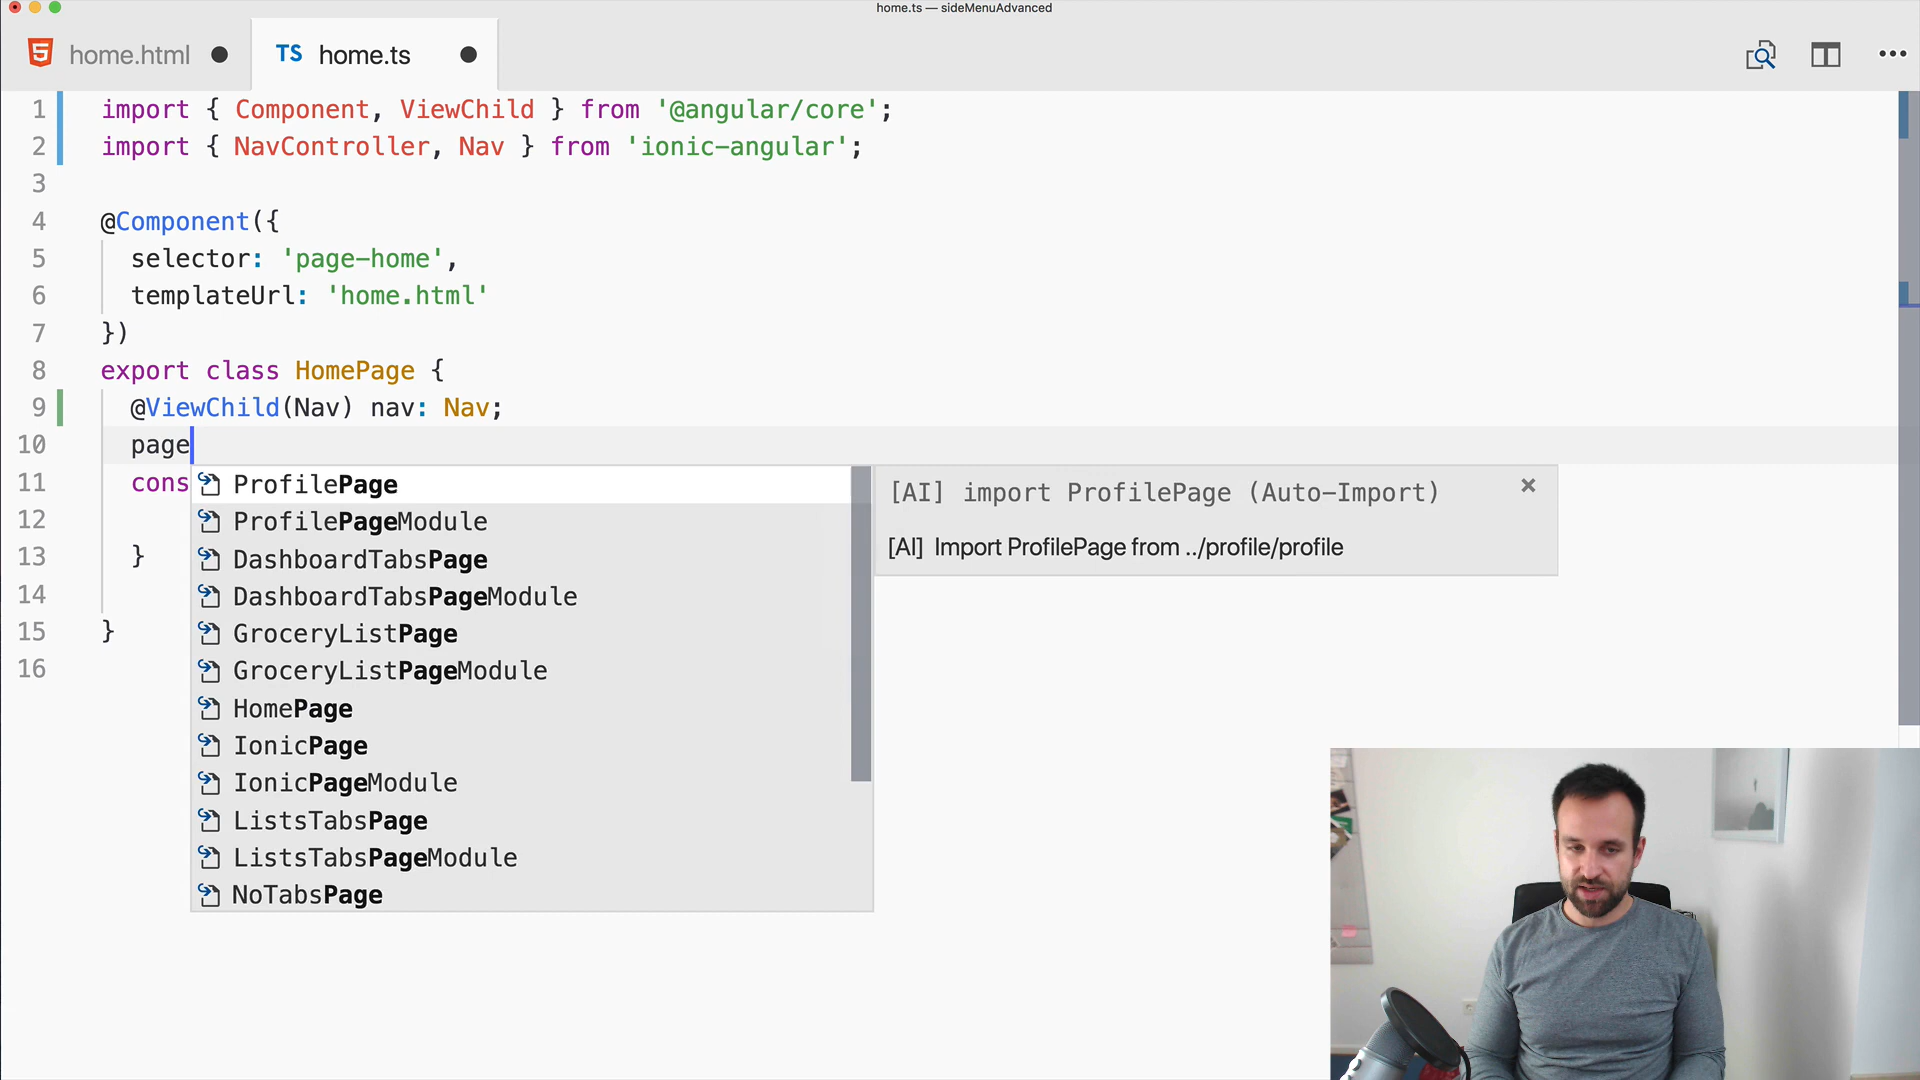 home.ts — sideMenuAdvanced
home.html
TS home.ts
1 import { Component, ViewChild } from '@angular/core';
2 import { NavController, Nav } from 'ionic-angular';
3
4 @Component({
5 selector: 'page-home',
6 templateUrl: 'home.html'
7 })
8 export class HomePage {
9 @ViewChild(Nav) nav: Nav;
10 page
11 cons
12
13 }
14
15 }
16
ProfilePage
ProfilePageModule
DashboardTabsPage
DashboardTabsPageModule
GroceryListPage
GroceryListPageModule
HomePage
IonicPage
IonicPageModule
ListsTabsPage
ListsTabsPageModule
NoTabsPage
[AI] import ProfilePage (Auto-Import)
[AI] Import ProfilePage from ../profile/profile